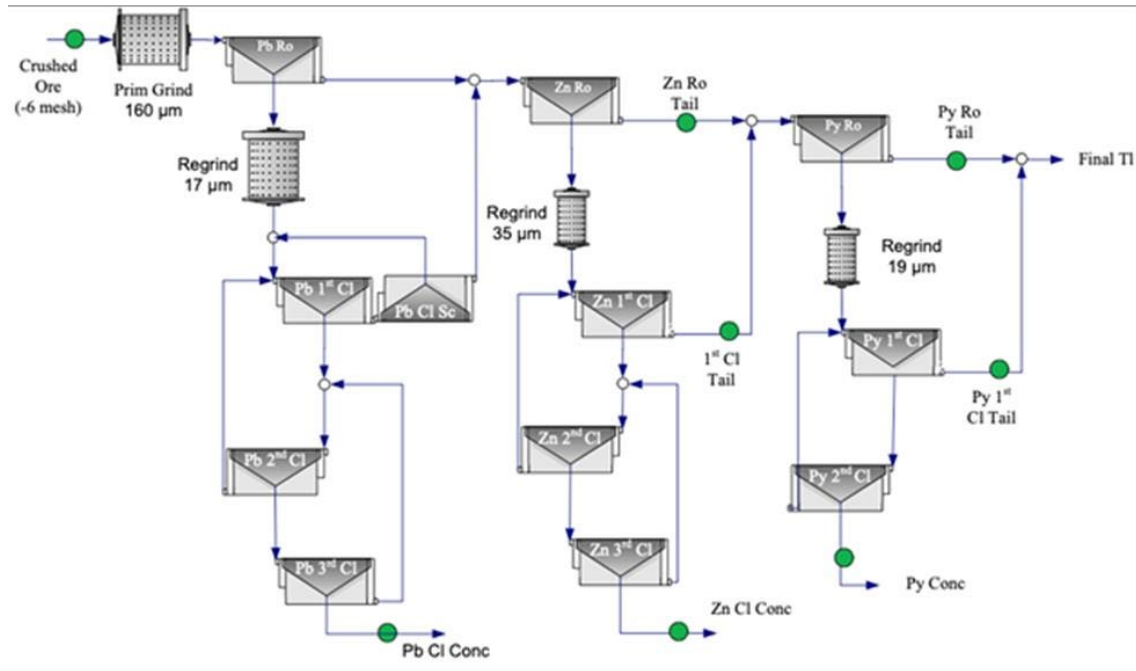 Crushed
Ore
(-6 mesh)
Prim Grind
160 µm
Pb Ro
Regrind
17 µm
Pb 1st Cl
Pb Cl Sc
Pb 2nd Cl
Pb 3rd Cl
Pb Cl Conc
Zn Ro
Zn Ro
Tail
Regrind
35 µm
Zn 1st Cl
1st Cl
Tail
Zn 2nd Cl
Zn 3rd Cl
Zn Cl Conc
Py Ro
Py Ro
Tail
Final Tl
Regrind
19 µm
Py 1st Cl
Py 1st
Cl Tail
Py 2nd Cl
Py Conc